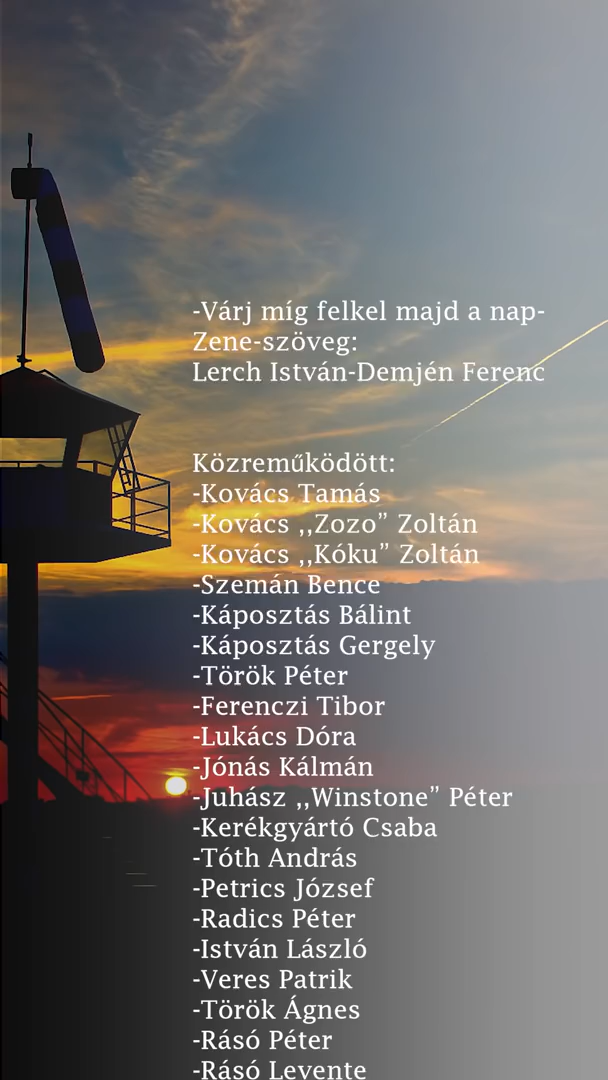 -Várj míg felkel majd a nap-
Zene-szöveg:
Lerch István-Demjén Ferenc
Közreműködött:
-Kovács Tamás
-Kovács ,,Zozo” Zoltán
-Kovács ,,Kóku” Zoltán
-Szemán Bence
-Káposztás Bálint
-Káposztás Gergely
-Török Péter
-Ferenczi Tibor
-Lukács Dóra
-Jónás Kálmán
-Juhász ,,Winstone” Péter
-Kerékgyártó Csaba
-Tóth András
-Petrics József
-Radics Péter
-István László
-Veres Patrik
-Török Ágnes
-Rásó Péter
-Rásó Levente